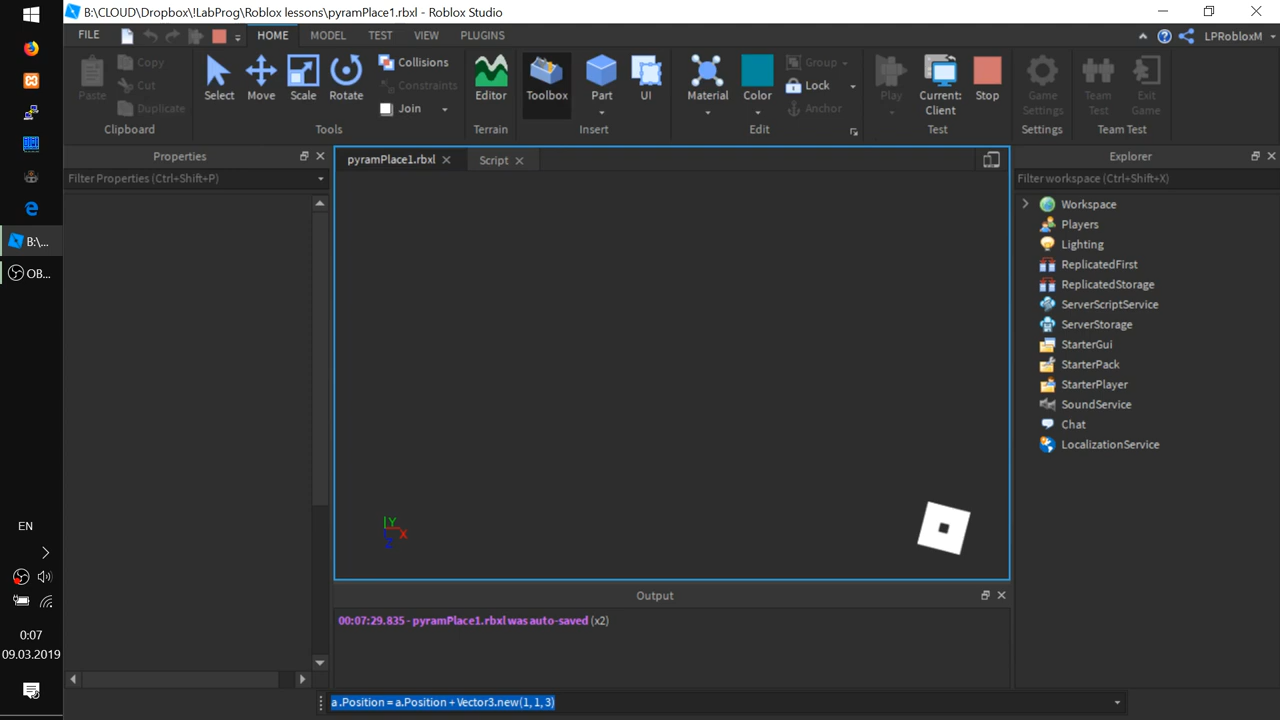 B:\CLOUD\Dropbox\!LabProg\Roblox lessons\pyramPlace1.rbxl - Roblox Studio
FILE HOME MODEL TEST VIEW PLUGINS LPRobloxM
Paste Copy Cut Duplicate Clipboard
Select Move Scale Rotate Collisions Constraints Join Tools
Editor Terrain
Toolbox Part UI Insert
Material Color Group Lock Anchor Edit
Play Current: Client Stop Test
Game Settings Settings
Team Test Exit Game Team Test
Properties
Filter Properties (Ctrl+Shift+P)
pyramPlace1.rbxl Script
Y
X
Z
Explorer
Filter workspace (Ctrl+Shift+X)
Workspace
Players
Lighting
ReplicatedFirst
ReplicatedStorage
ServerScriptService
ServerStorage
StarterGui
StarterPack
StarterPlayer
SoundService
Chat
LocalizationService
Output
00:07:29.835 - pyramPlace1.rbxl was auto-saved (x2)
a .Position = a.Position + Vector3.new(1, 1, 3)
B:\...
OB...
EN
0:07
09.03.2019